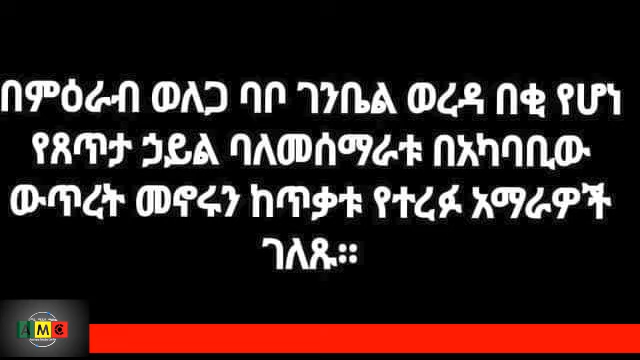 በምዕራብ ወለጋ ባቦ ገንቤል ወረዳ በቂ የሆነ
የጸጥታ ኃይል ባለመሰማራቱ በአካባቢው
ውጥረት መኖሩን ከጥቃቱ የተረፉ አማራዎች
ገለጹ።
AMC